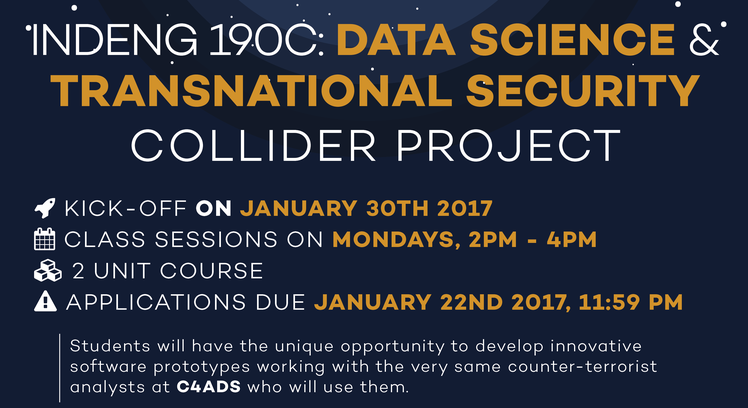 INDENG 190C: DATA SCIENCE &
TRANSNATIONAL SECURITY
COLLIDER PROJECT
KICK-OFF ON JANUARY 30TH 2017
CLASS SESSIONS ON MONDAYS, 2PM - 4PM
2 UNIT COURSE
APPLICATIONS DUE JANUARY 22ND 2017, 11:59 PM
Students will have the unique opportunity to develop innovative
software prototypes working with the very same counter-terrorist
analysts at C4ADS who will use them.